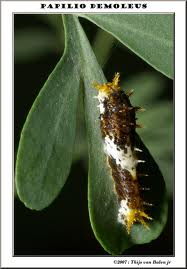 PAPILIO DEMOLEUS
©2007 : Thijs van Balen jr